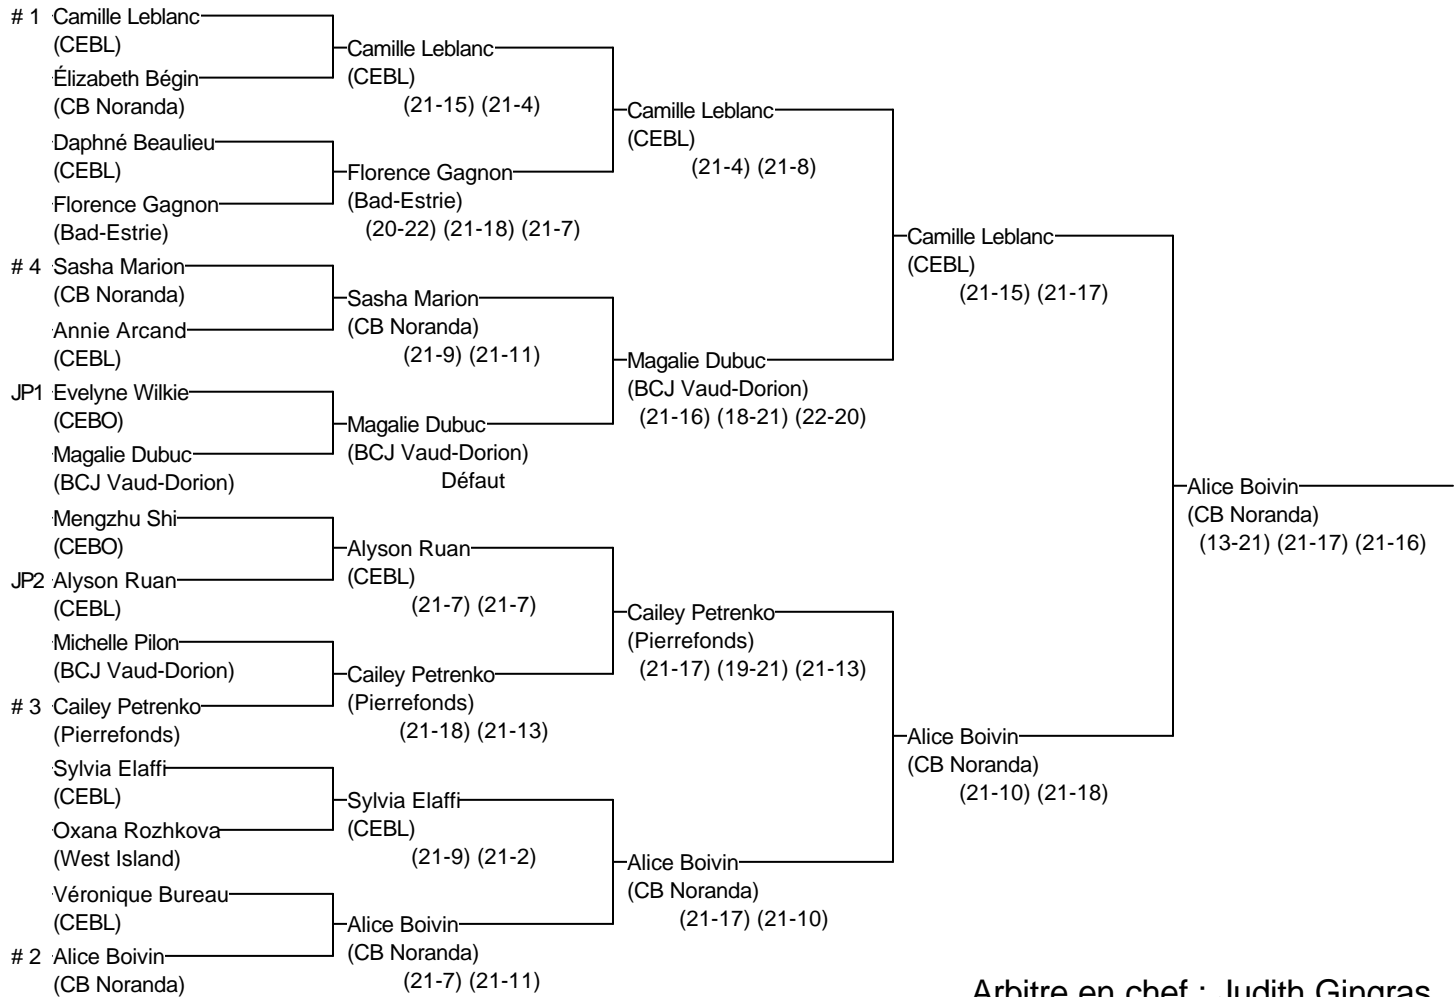 # 1 Camille Leblanc
(CEBL)
Élizabeth Bégin
(CB Noranda)
Daphné Beaulieu
(CEBL)
Florence Gagnon
(Bad-Estrie)
# 4 Sasha Marion
(CB Noranda)
Annie Arcand
(CEBL)
JP1 Evelyne Wilkie
(CEBO)
Magalie Dubuc
(BCJ Vaud-Dorion)
Mengzhu Shi
(CEBO)
JP2 Alyson Ruan
(CEBL)
Michelle Pilon
(BCJ Vaud-Dorion)
# 3 Cailey Petrenko
(Pierrefonds)
Sylvia Elaffi
(CEBL)
Oxana Rozhkova
(West Island)
Véronique Bureau
(CEBL)
# 2 Alice Boivin
(CB Noranda)
Camille Leblanc
(CEBL)
(21-15) (21-4)
Florence Gagnon
(Bad-Estrie)
(20-22) (21-18) (21-7)
Sasha Marion
(CB Noranda)
(21-9) (21-11)
Magalie Dubuc
(BCJ Vaud-Dorion)
Défaut
Alyson Ruan
(CEBL)
(21-7) (21-7)
Cailey Petrenko
(Pierrefonds)
(21-18) (21-13)
Sylvia Elaffi
(CEBL)
(21-9) (21-2)
Alice Boivin
(CB Noranda)
(21-7) (21-11)
Camille Leblanc
(CEBL)
(21-4) (21-8)
Magalie Dubuc
(BCJ Vaud-Dorion)
(21-16) (18-21) (22-20)
Cailey Petrenko
(Pierrefonds)
(21-17) (19-21) (21-13)
Alice Boivin
(CB Noranda)
(21-17) (21-10)
Camille Leblanc
(CEBL)
(21-15) (21-17)
Alice Boivin
(CB Noranda)
(21-10) (21-18)
Alice Boivin
(CB Noranda)
(13-21) (21-17) (21-16)
Arbitre en chef : Judith Gingras